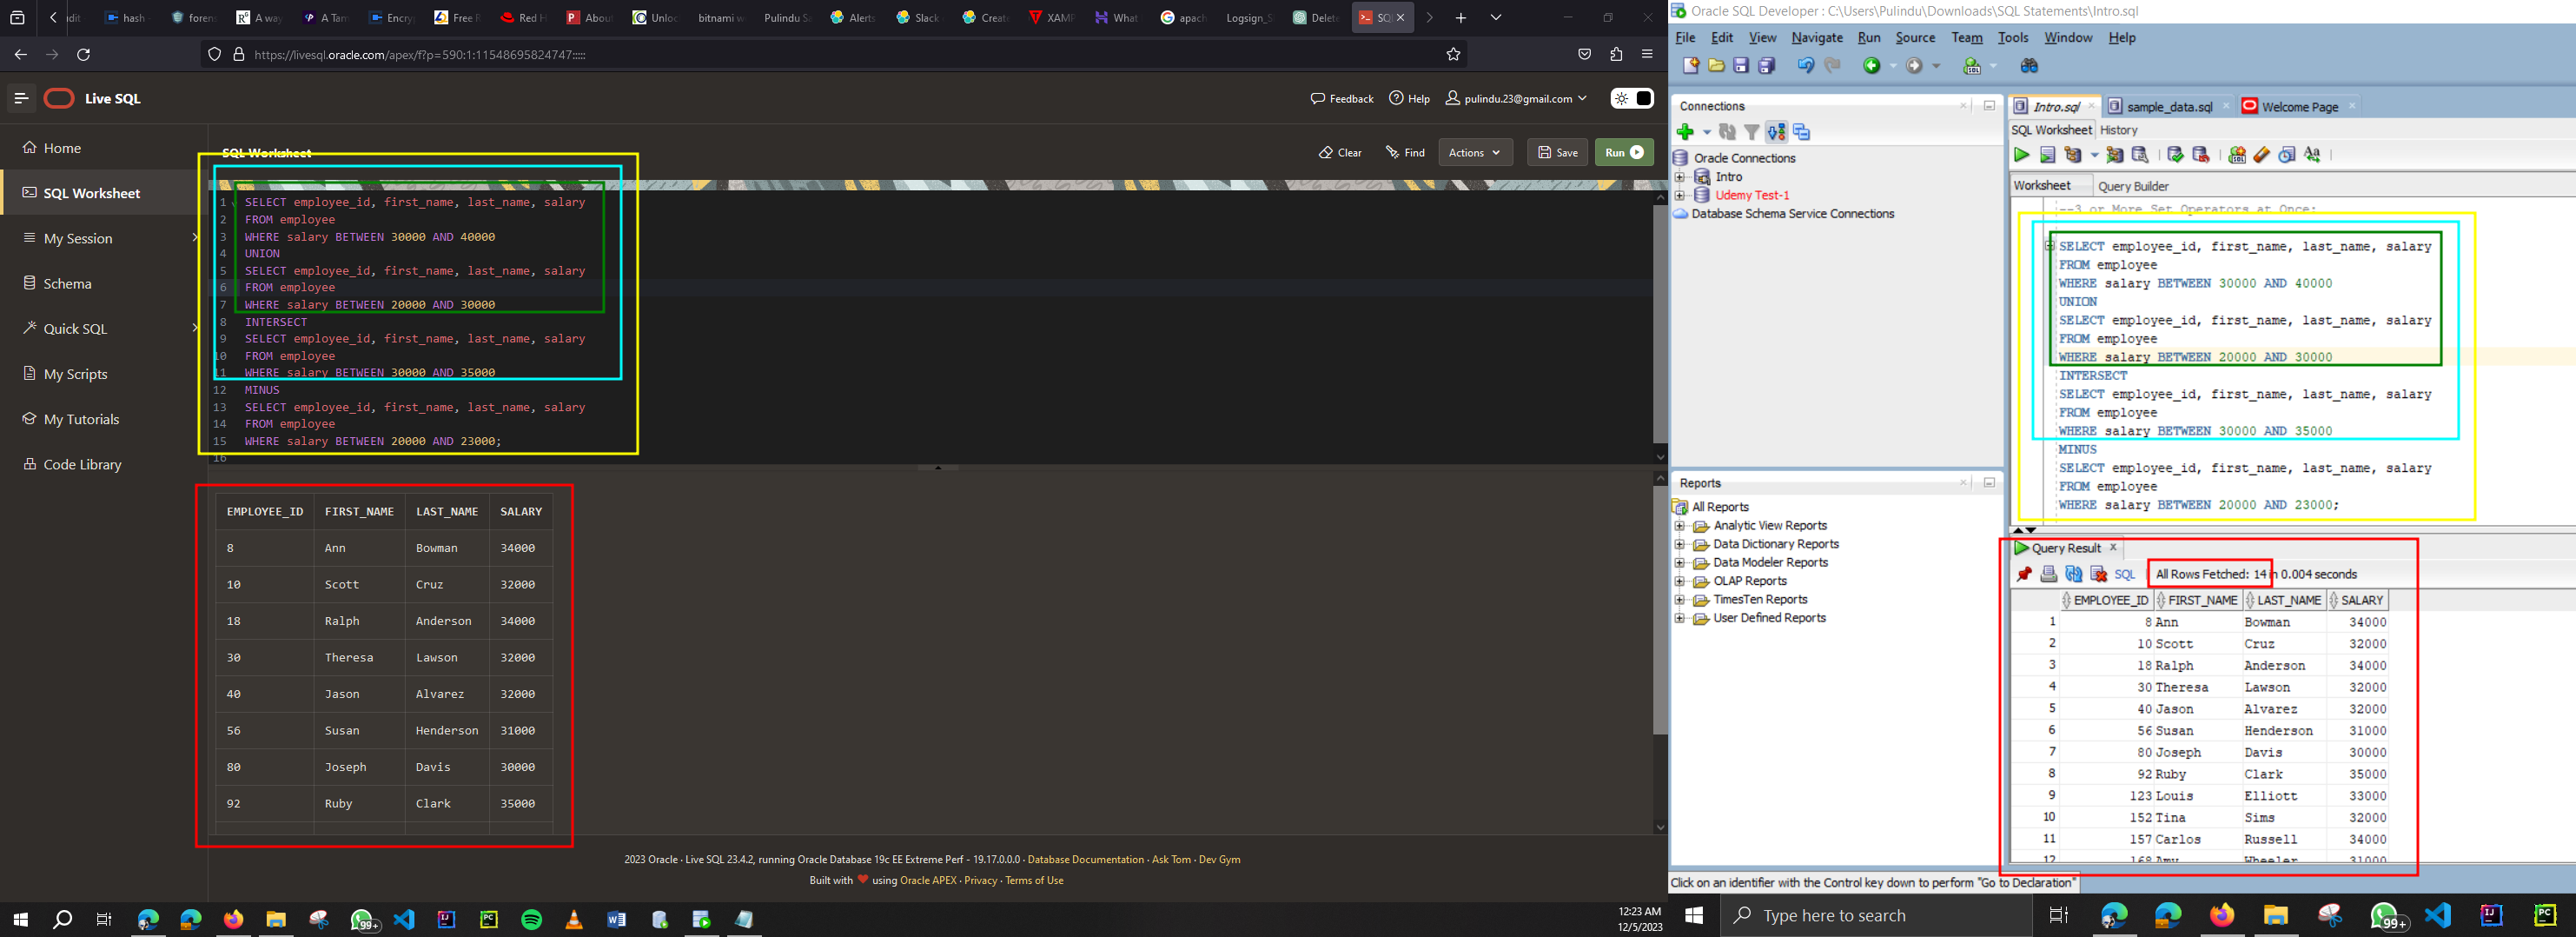 hash
foren
A way
A Tam
Encry
Free R
Red H
About
Unloc
bitnami w
Pulindu Sa
Alerts
Slack
Create
XAMP
What
apach
Logsign_S
Delete
SQ
https://livesql.oracle.com/apex/f?p=590:1:11548695824747:::::
Live SQL
Feedback
Help
pulindu.23@gmail.com
Home
SQL Worksheet
My Session
Schema
Quick SQL
My Scripts
My Tutorials
Code Library
SQL Worksheet
Clear
Find
Actions
Save
Run
1 SELECT employee_id, first_name, last_name, salary
2 FROM employee
3 WHERE salary BETWEEN 30000 AND 40000
4 UNION
5 SELECT employee_id, first_name, last_name, salary
6 FROM employee
7 WHERE salary BETWEEN 20000 AND 30000
8 INTERSECT
9 SELECT employee_id, first_name, last_name, salary
10 FROM employee
11 WHERE salary BETWEEN 30000 AND 35000
12 MINUS
13 SELECT employee_id, first_name, last_name, salary
14 FROM employee
15 WHERE salary BETWEEN 20000 AND 23000;
16
EMPLOYEE_ID FIRST_NAME LAST_NAME SALARY
8 Ann Bowman 34000
10 Scott Cruz 32000
18 Ralph Anderson 34000
30 Theresa Lawson 32000
40 Jason Alvarez 32000
56 Susan Henderson 31000
80 Joseph Davis 30000
92 Ruby Clark 35000
2023 Oracle · Live SQL 23.4.2, running Oracle Database 19c EE Extreme Perf - 19.17.0.0.0 · Database Documentation · Ask Tom · Dev Gym
Built with ❤ using Oracle APEX · Privacy · Terms of Use
99+
12:23 AM
12/5/2023
Oracle SQL Developer : C:\Users\Pulindu\Downloads\SQL Statements\Intro.sql
File Edit View Navigate Run Source Team Tools Window Help
Connections
Oracle Connections
Intro
Udemy Test-1
Database Schema Service Connections
Reports
All Reports
Analytic View Reports
Data Dictionary Reports
Data Modeler Reports
OLAP Reports
TimesTen Reports
User Defined Reports
Intro.sql
sample_data.sql
Welcome Page
SQL Worksheet History
Worksheet Query Builder
--3 or More Set Operators at Once:
SELECT employee_id, first_name, last_name, salary
FROM employee
WHERE salary BETWEEN 30000 AND 40000
UNION
SELECT employee_id, first_name, last_name, salary
FROM employee
WHERE salary BETWEEN 20000 AND 30000
INTERSECT
SELECT employee_id, first_name, last_name, salary
FROM employee
WHERE salary BETWEEN 30000 AND 35000
MINUS
SELECT employee_id, first_name, last_name, salary
FROM employee
WHERE salary BETWEEN 20000 AND 23000;
Query Result
SQL
All Rows Fetched: 14 in 0.004 seconds
EMPLOYEE_ID FIRST_NAME LAST_NAME SALARY
1 8 Ann Bowman 34000
2 10 Scott Cruz 32000
3 18 Ralph Anderson 34000
4 30 Theresa Lawson 32000
5 40 Jason Alvarez 32000
6 56 Susan Henderson 31000
7 80 Joseph Davis 30000
8 92 Ruby Clark 35000
9 123 Louis Elliott 33000
10 152 Tina Sims 32000
11 157 Carlos Russell 34000
12 168 Amy Wheeler 31000
Click on an identifier with the Control key down to perform "Go to Declaration"
Type here to search
99+